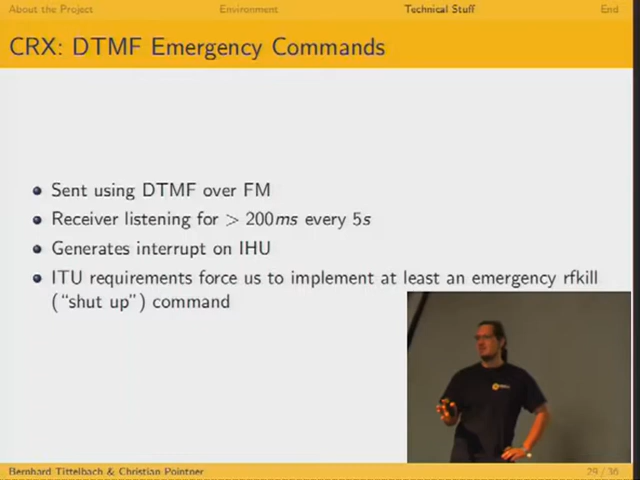 About the Project Environment Technical Stuff End
CRX: DTMF Emergency Commands
Sent using DTMF over FM
Receiver listening for > 200ms every 5s
Generates interrupt on IHU
ITU requirements force us to implement at least an emergency rfkill
("shut up") command
Bernhard Tittelbach & Christian Pointner 29 / 36